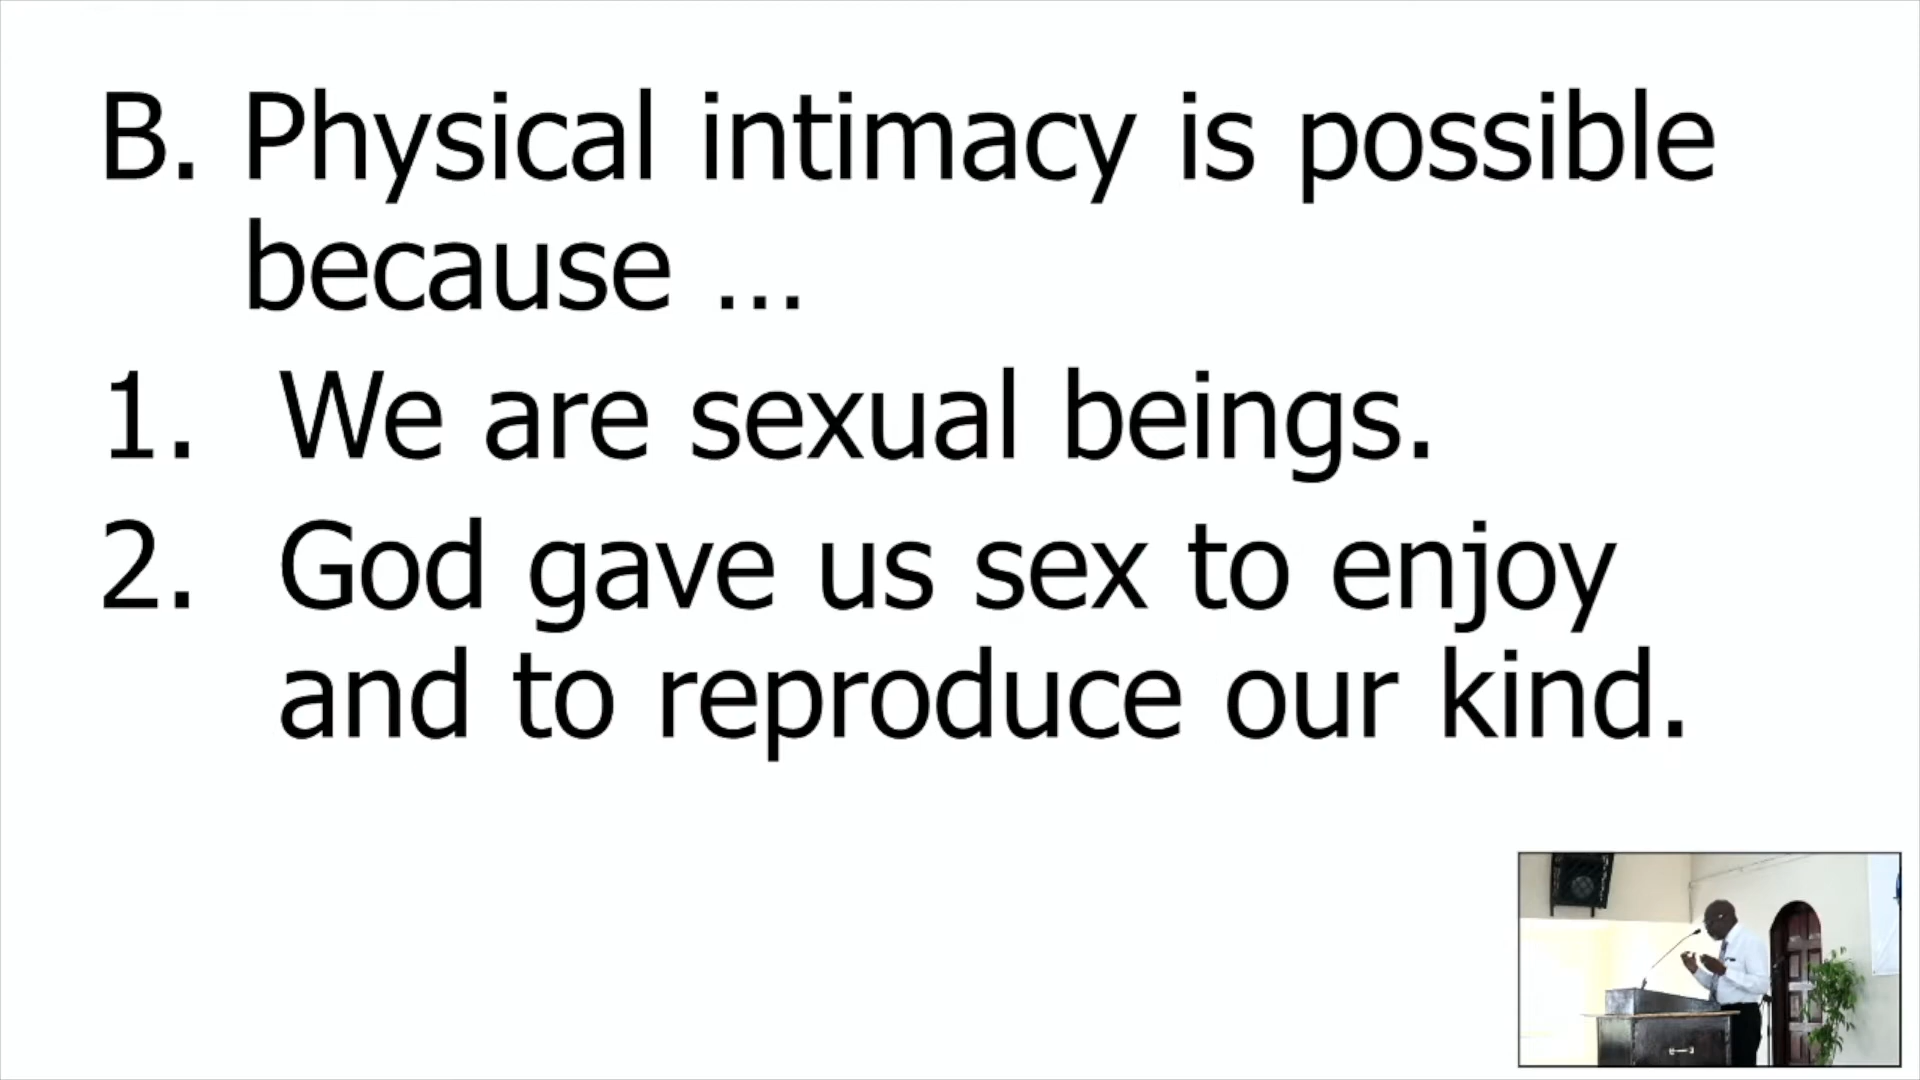 B. Physical intimacy is possible
because ...
1. We are sexual beings.
2. God gave us sex to enjoy
and to reproduce our kind.